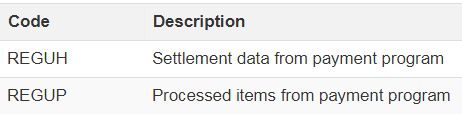 Code Description
REGUH Settlement data from payment program
REGUP Processed items from payment program